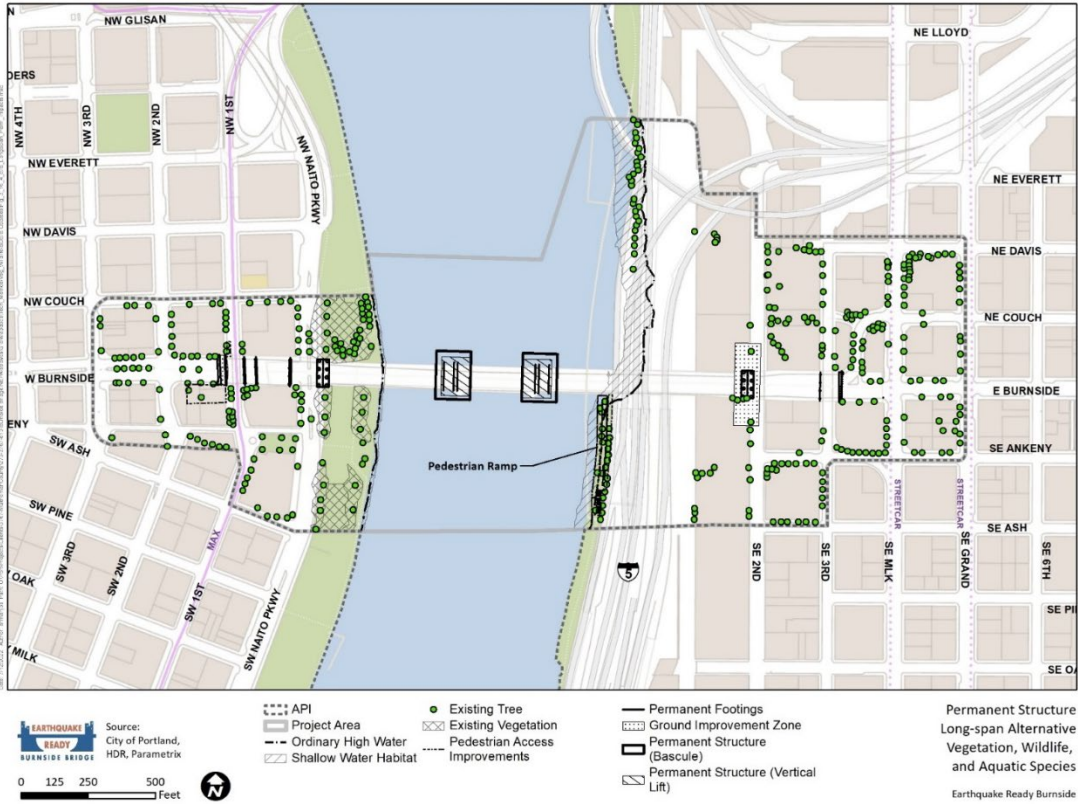 NW GLISAN
NE LLOYD
DERS
NW 4TH
NW 3RD
NW 2ND
NW 1ST
NW EVERETT
NW NAITO PKWY
NE EVERETT
NW DAVIS
NE DAVIS
NW COUCH
NE COUCH
W BURNSIDE
E BURNSIDE
ENY
SW ASH
SE ANKENY
Pedestrian Ramp
SW PINE
MAX
STREETCAR
STREETCAR
SE ASH
SW 3RD
SW 2ND
OAK
SW 1ST
SW NAITO PKWY
5
SE 2ND
SE 3RD
SE MLK
SE GRAND
SE 6TH
SE PI
MILK
SE OA
EARTHQUAKE
READY
BURNSIDE BRIDGE
Source:
City of Portland,
HDR, Parametrix
0 125 250 500
Feet
N
API
Project Area
Ordinary High Water
Shallow Water Habitat
Existing Tree
Existing Vegetation
Pedestrian Access
Improvements
Permanent Footings
Ground Improvement Zone
Permanent Structure
(Bascule)
Permanent Structure (Vertical
Lift)
Permanent Structure
Long-span Alternative
Vegetation, Wildlife,
and Aquatic Species
Earthquake Ready Burnside